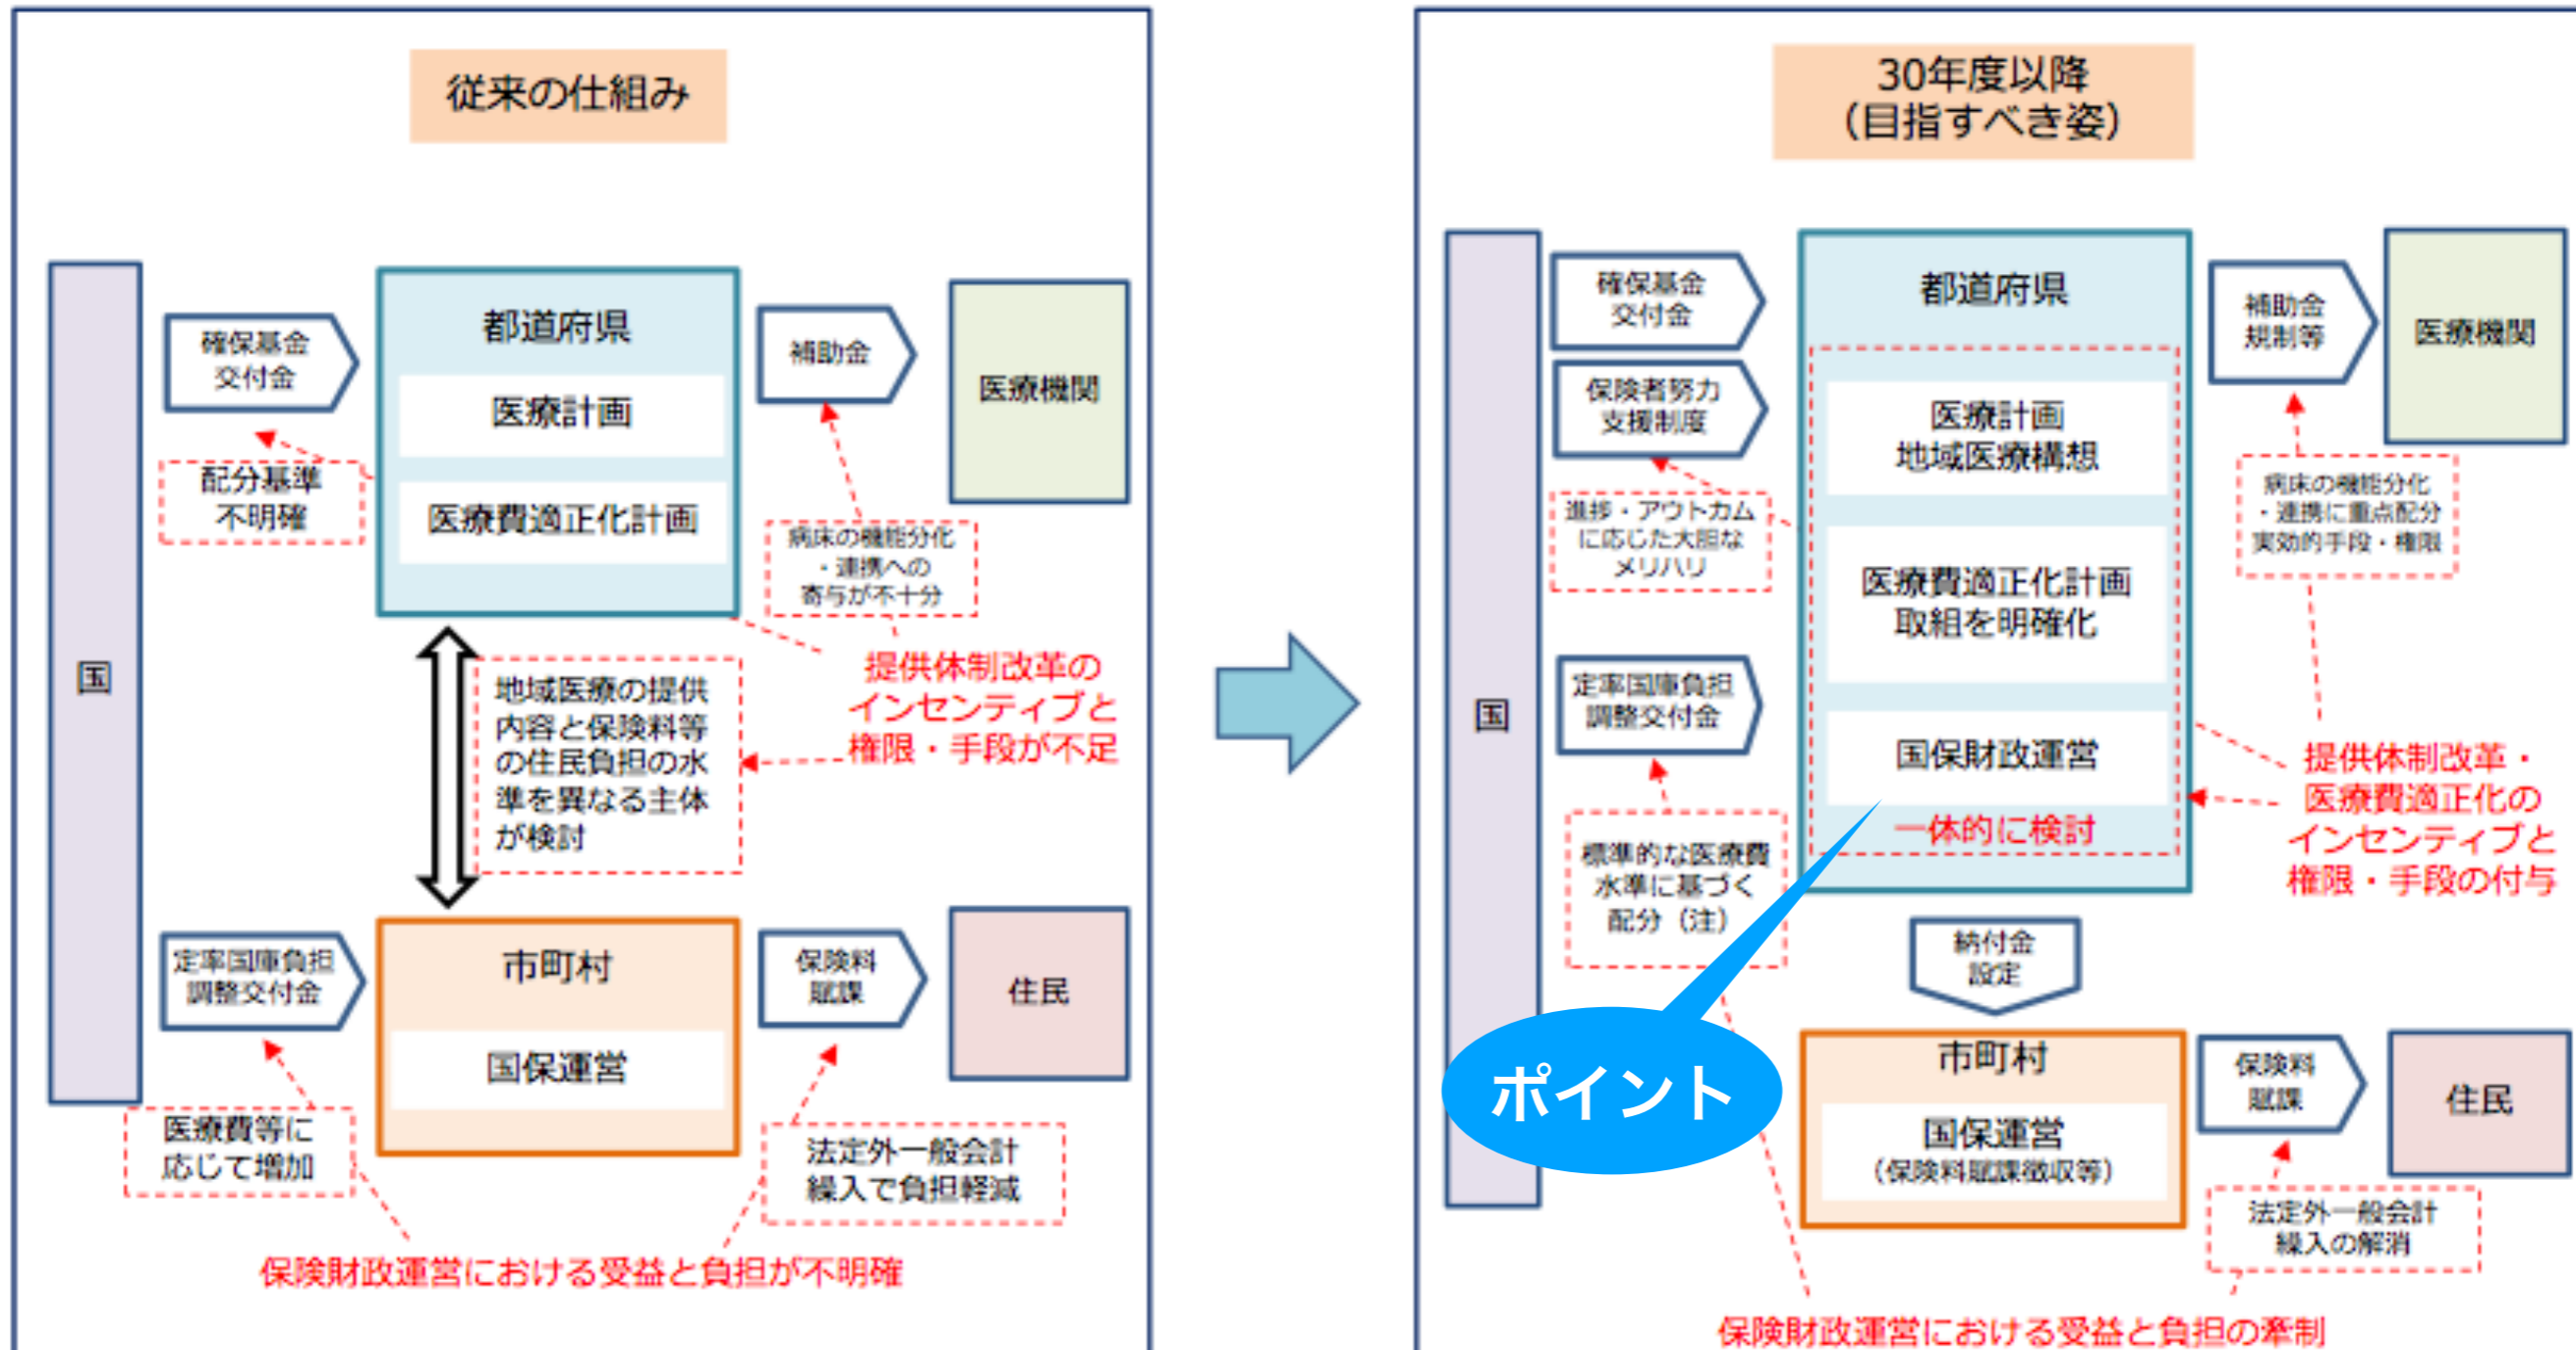 従来の仕組み
国
確保基金
交付金
配分基準
不明確
都道府県
医療計画
医療費適正化計画
補助金
医療機関
病床の機能分化
・連携への
寄与が不十分
提供体制改革の
インセンティブと
権限・手段が不足
地域医療の提供
内容と保険料等
の住民負担の水
準を異なる主体
が検討
定率国庫負担
調整交付金
市町村
国保運営
保険料
賦課
住民
医療費等に
応じて増加
法定外一般会計
繰入で負担軽減
保険財政運営における受益と負担が不明確
30年度以降
（目指すべき姿）
国
確保基金
交付金
保険者努力
支援制度
進捗・アウトカム
に応じた大胆な
メリハリ
都道府県
医療計画
地域医療構想
医療費適正化計画
取組を明確化
国保財政運営
一体的に検討
補助金
規制等
医療機関
病床の機能分化
・連携に重点配分
実効的手段・権限
提供体制改革・
医療費適正化の
インセンティブと
権限・手段の付与
定率国庫負担
調整交付金
標準的な医療費
水準に基づく
配分（注）
ポイント
納付金
設定
市町村
国保運営
（保険料賦課徴収等）
保険料
賦課
住民
法定外一般会計
繰入の解消
保険財政運営における受益と負担の牽制